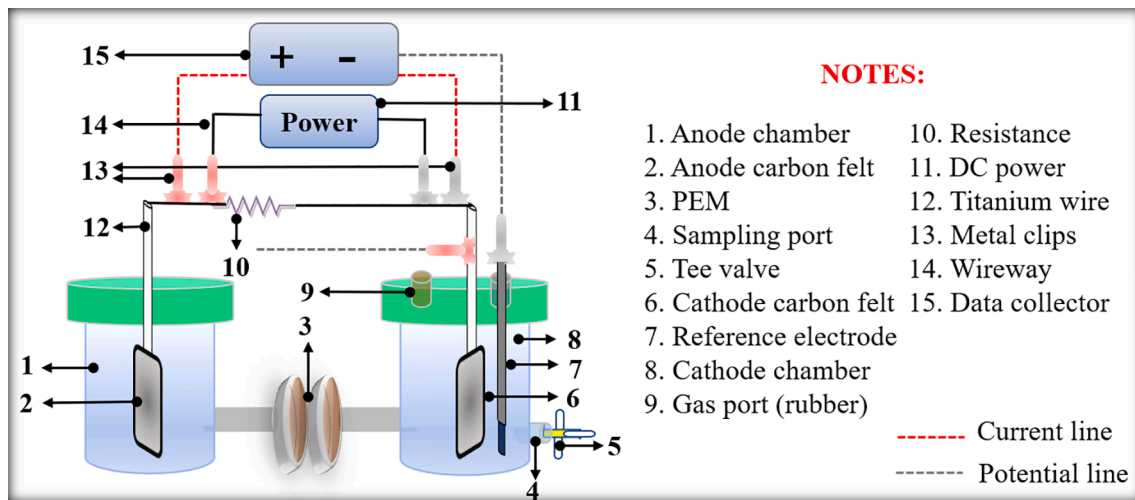 15
+ -
11
14
Power
13
12
10
9
3
8
1
7
2
6
5
4
NOTES:
1. Anode chamber
2. Anode carbon felt
3. PEM
4. Sampling port
5. Tee valve
6. Cathode carbon felt
7. Reference electrode
8. Cathode chamber
9. Gas port (rubber)
10. Resistance
11. DC power
12. Titanium wire
13. Metal clips
14. Wireway
15. Data collector
Current line
Potential line